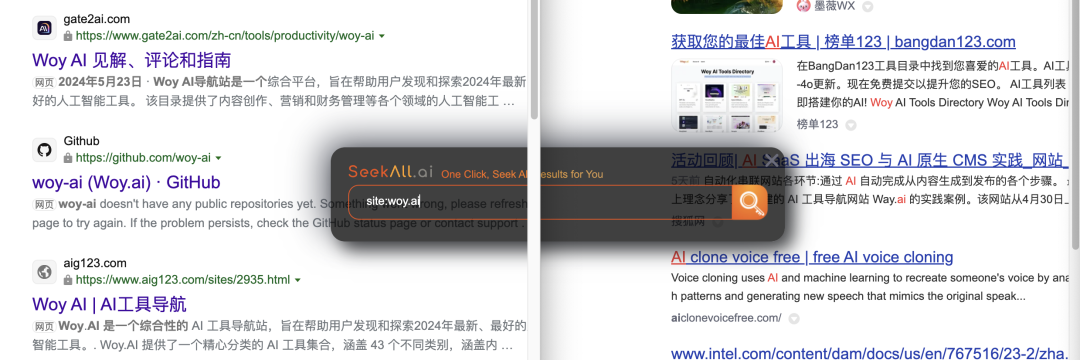 gate2ai.com
https://www.gate2ai.com/zh-cn/tools/productivity/woy-ai
Woy AI 见解、评论和指南
网页 2024年5月23日 · Woy AI导航站是一个综合平台，旨在帮助用户发现和探索2024年最新
好的人工智能工具。 该目录提供了内容创作、营销和财务管理等各个领域的人工智能工 …
Github
https://github.com/woy-ai
woy-ai (Woy.ai) · GitHub
网页 woy-ai doesn't have any public repositories yet. Something went wrong, please refresh
page to try again. If the problem persists, check the GitHub status page or contact support .
aig123.com
https://www.aig123.com/sites/2935.html
Woy AI | AI工具导航
网页 Woy.AI 是一个综合性的 AI 工具导航站，旨在帮助用户发现和探索2024年最新、最好的
智能工具。. Woy.AI 提供了一个精心分类的 AI 工具集合，涵盖 43 个不同类别，涵盖内 …
SeekAll.ai One Click, Seek All Results for You
site:woy.ai
墨薇WX
获取您的最佳AI工具 | 榜单123 | bangdan123.com
Woy AI Tools Directory
在BanGDan123工具目录中找到您喜爱的AI工具。AI工
-4o更新。现在免费提交以提升您的SEO。 AI工具列表
即搭建你的AI! Woy AI Tools Directory Woy AI Tools Dir
榜单123
活动回顾| AI SaaS 出海 SEO 与 AI 原生 CMS 实践_网站_
5天前 自动化串联网站各环节:通过 AI 自动完成从内容生成到发布的各个步骤。
上理念分享了 的 AI 工具导航网站 Way.ai 的实践案例。该网站从4月30日
搜狐网
AI clone voice free | free AI voice cloning
Voice cloning uses AI and machine learning to recreate someone's voice by ana
h patterns and generating new speech that mimics the original speak...
aiclonevoicefree.com/
www.intel.com/content/dam/docs/us/en/767516/23-2/zha.